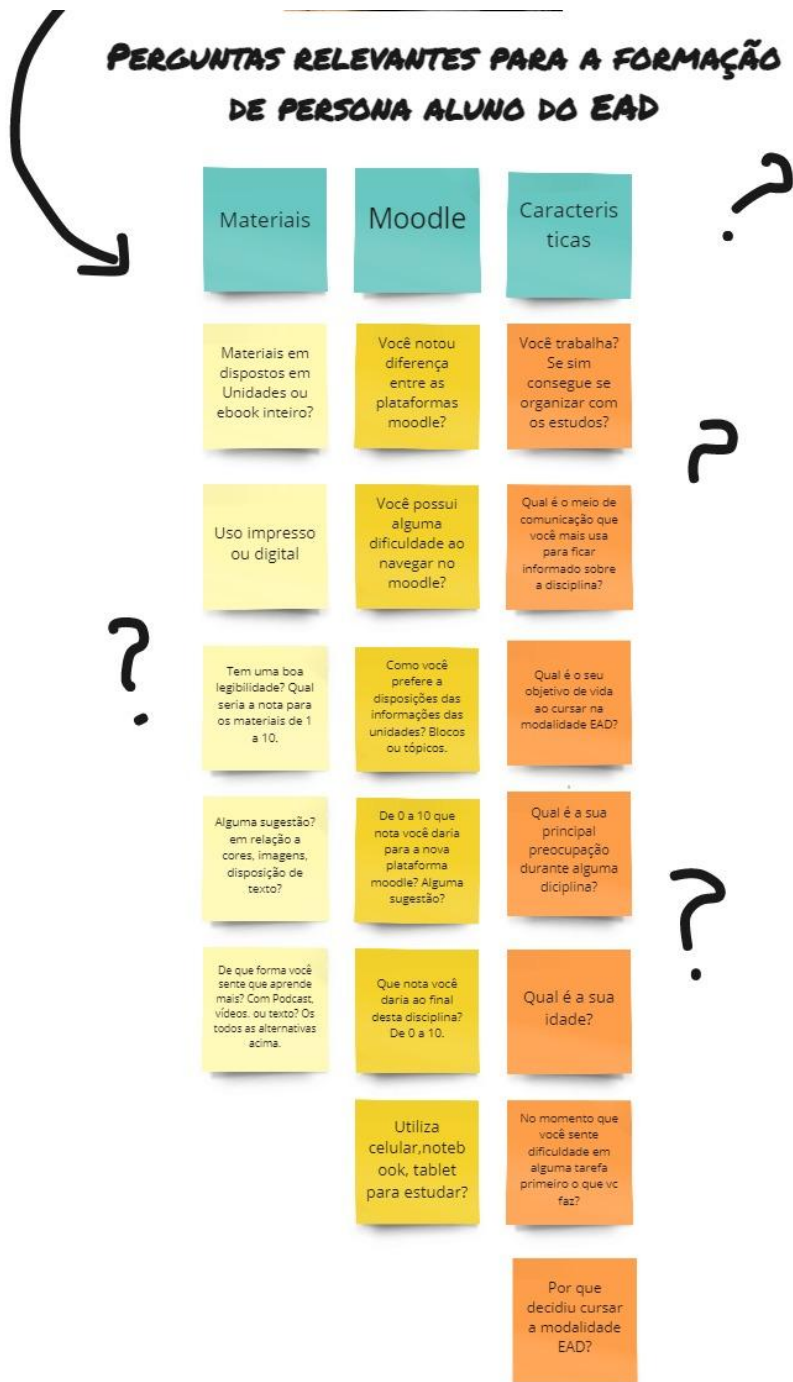 PERGUNTAS RELEVANTES PARA A FORMAÇÃO
DE PERSONA ALUNO DO EAD
Materiais
Moodle
Caracteris
ticas
Materiais em
dispostos em
Unidades ou
ebook inteiro?
Você notou
diferença
entre as
plataformas
moodle?
Você trabalha?
Se sim
consegue se
organizar com
os estudos?
Uso impresso
ou digital
Você possui
alguma
dificuldade ao
navegar no
moodle?
Qual é o meio de
comunicação que
você mais usa
para ficar
informado sobre
a disciplina?
Tem uma boa
legibilidade? Qual
seria a nota para
os materiais de 1
a 10.
Como você
prefere a
disposições das
informações das
unidades? Blocos
ou tópicos.
Qual é o seu
objetivo de vida
ao cursar na
modalidade EAD?
Alguma sugestão?
em relação a
cores, imagens,
disposição de
texto?
De 0 a 10 que
nota você daria
para a nova
plataforma
moodle? Alguma
sugestão?
Qual é a sua
principal
preocupação
durante alguma
diciplina?
De que forma você
sente que aprende
mais? Com Podcast,
vídeos. ou texto? Os
todos as alternativas
acima.
Que nota você
daria ao final
desta disciplina?
De 0 a 10.
Qual é a sua
idade?
Utiliza
celular,noteb
ook, tablet
para estudar?
No momento que
você sente
dificuldade em
alguma tarefa
primeiro o que vc
faz?
Por que
decidiu cursar
a modalidade
EAD?